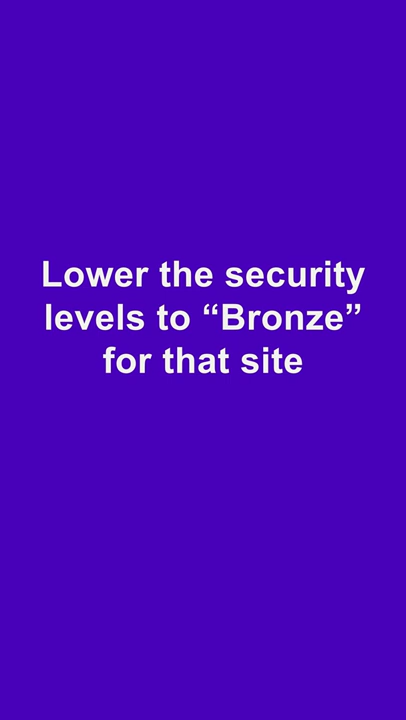 Lower the security
levels to “Bronze”
for that site